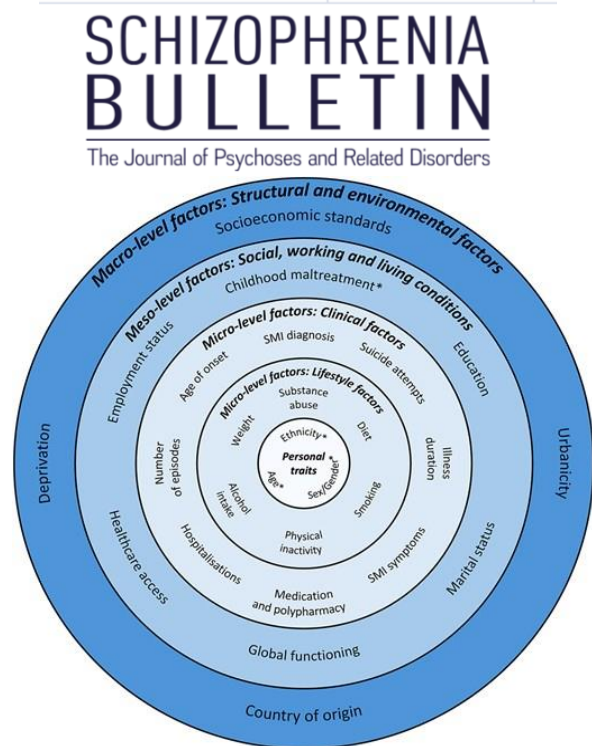 SCHIZOPHRENIA
BULLETIN
The Journal of Psychoses and Related Disorders
Macro-level factors: Structural and environmental factors
Socioeconomic standards
Deprivation
Urbanicity
Country of origin
Meso-level factors: Social, working and living conditions
Childhood maltreatment*
Employment status
Education
Healthcare access
Marital status
Global functioning
Micro-level factors: Clinical factors
SMI diagnosis
Age of onset
Suicide attempts
Number
of episodes
Illness
duration
Hospitalisations
SMI symptoms
Medication
and polypharmacy
Micro-level factors: Lifestyle factors
Substance
abuse
Weight
Diet
Alcohol
intake
Smoking
Physical
inactivity
Ethnicity*
Personal
traits
Age*
Sex/Gender*